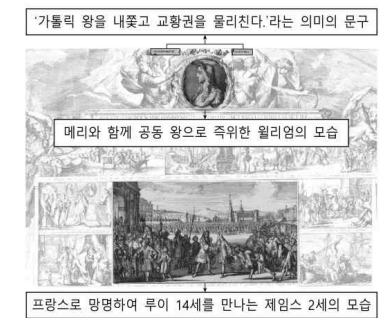 ‘가톨릭 왕을 내쫓고 교황권을 물리친다.’라는 의미의 문구
메리와 함께 공동 왕으로 즉위한 윌리엄의 모습
프랑스로 망명하여 루이 14세를 만나는 제임스 2세의 모습